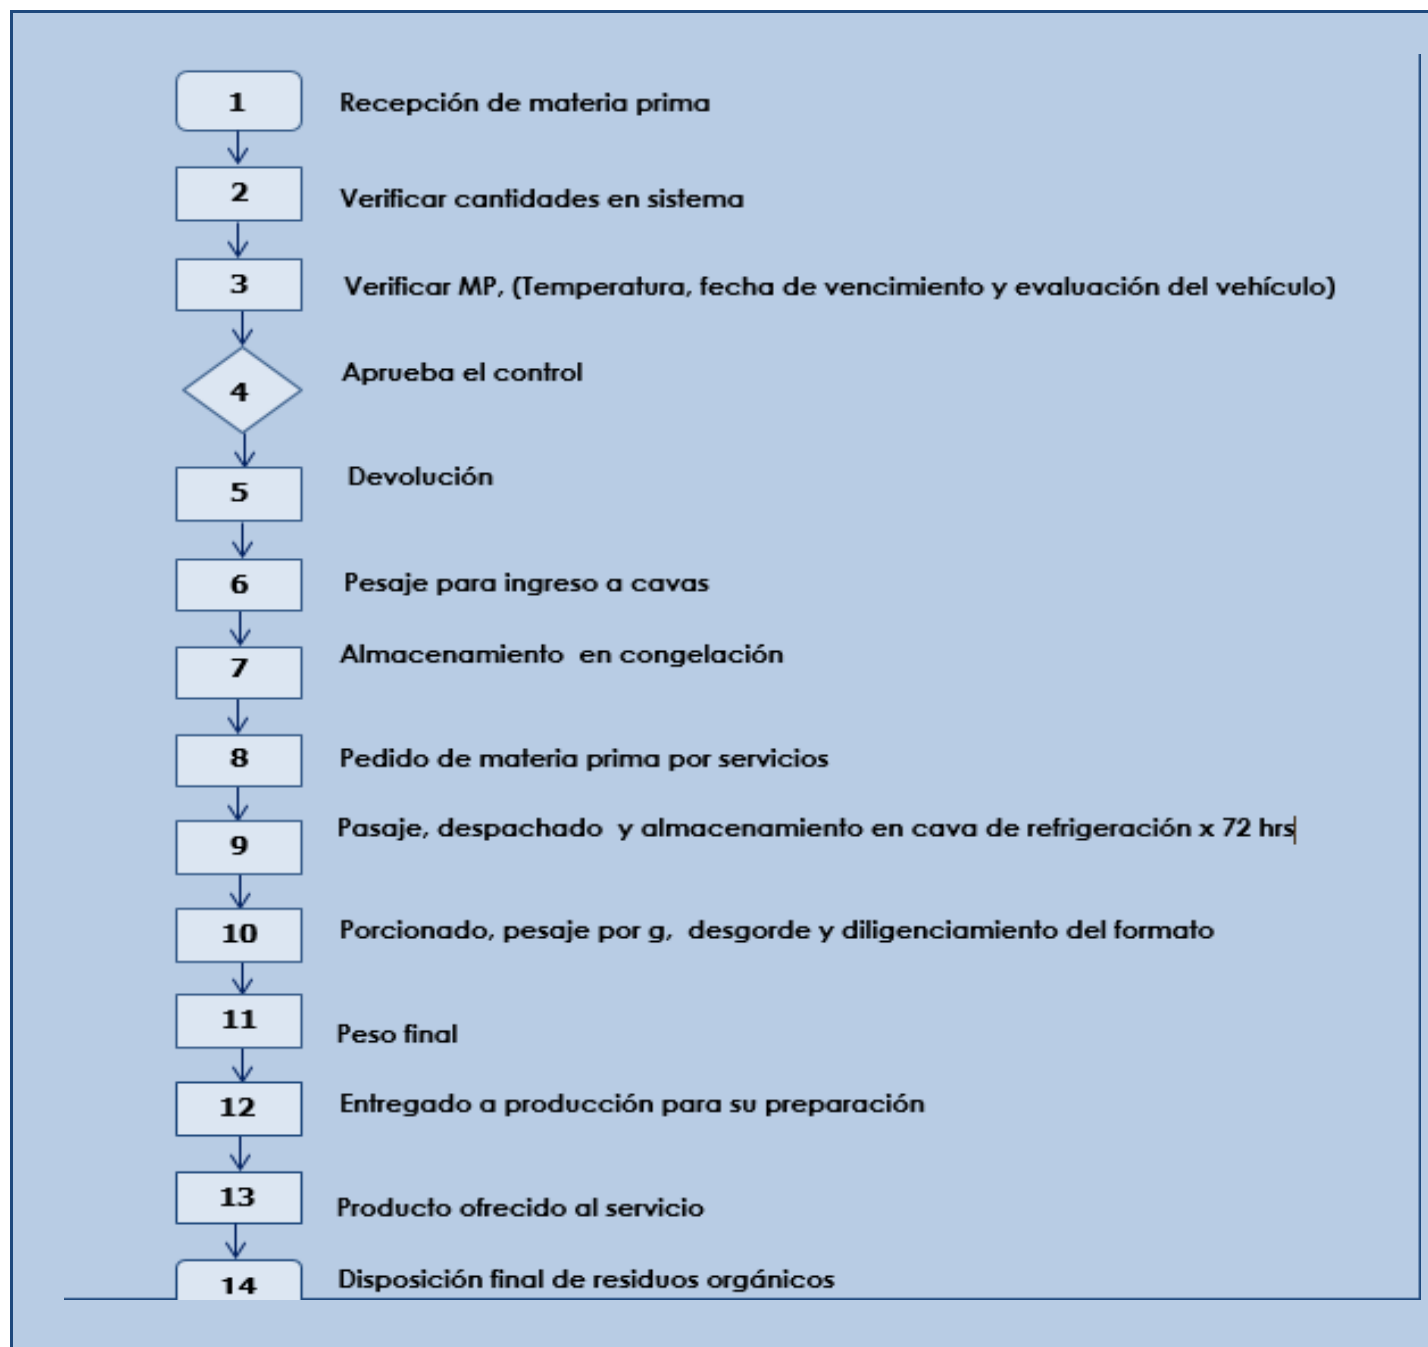 1 Recepción de materia prima
2 Verificar cantidades en sistema
3 Verificar MP, (Temperatura, fecha de vencimiento y evaluación del vehículo)
4 Aprueba el control
5 Devolución
6 Pesaje para ingreso a cavas
7 Almacenamiento en congelación
8 Pedido de materia prima por servicios
9 Pasaje, despachado y almacenamiento en cava de refrigeración x 72 hrs
10 Porcionado, pesaje por g, desgorde y diligenciamiento del formato
11 Peso final
12 Entregado a producción para su preparación
13 Producto ofrecido al servicio
14 Disposición final de residuos orgánicos